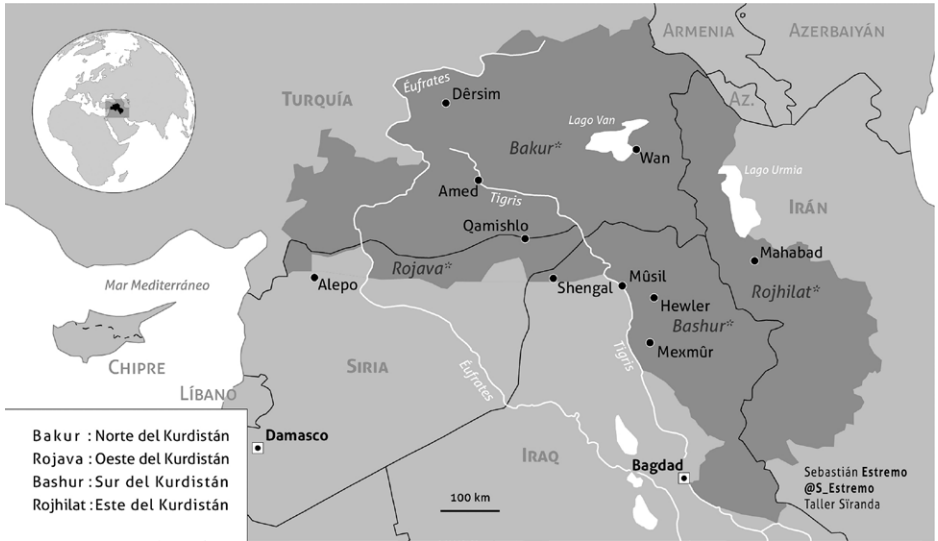 ARMENIA
AZERBAIYÁN
TURQUÍA
Éufrates
Dêrsim
Az.
Lago Van
Bakur*
Wan
Lago Urmia
Amed
Tigris
IRÁN
Qamishlo
Mahabad
Rojava*
Alepo
Shengal
Mûsil
Rojhilat*
Mar Mediterráneo
Hewler
Bashur*
Mexmûr
CHIPRE
SIRIA
Éufrates
Tigris
LÍBANO
Bakur : Norte del Kurdistán
Rojava : Oeste del Kurdistán
Bashur : Sur del Kurdistán
Rojhilat : Este del Kurdistán
Damasco
IRAQ
Bagdad
100 km
Sebastián Estremo
@S_Estremo
Taller Sïranda